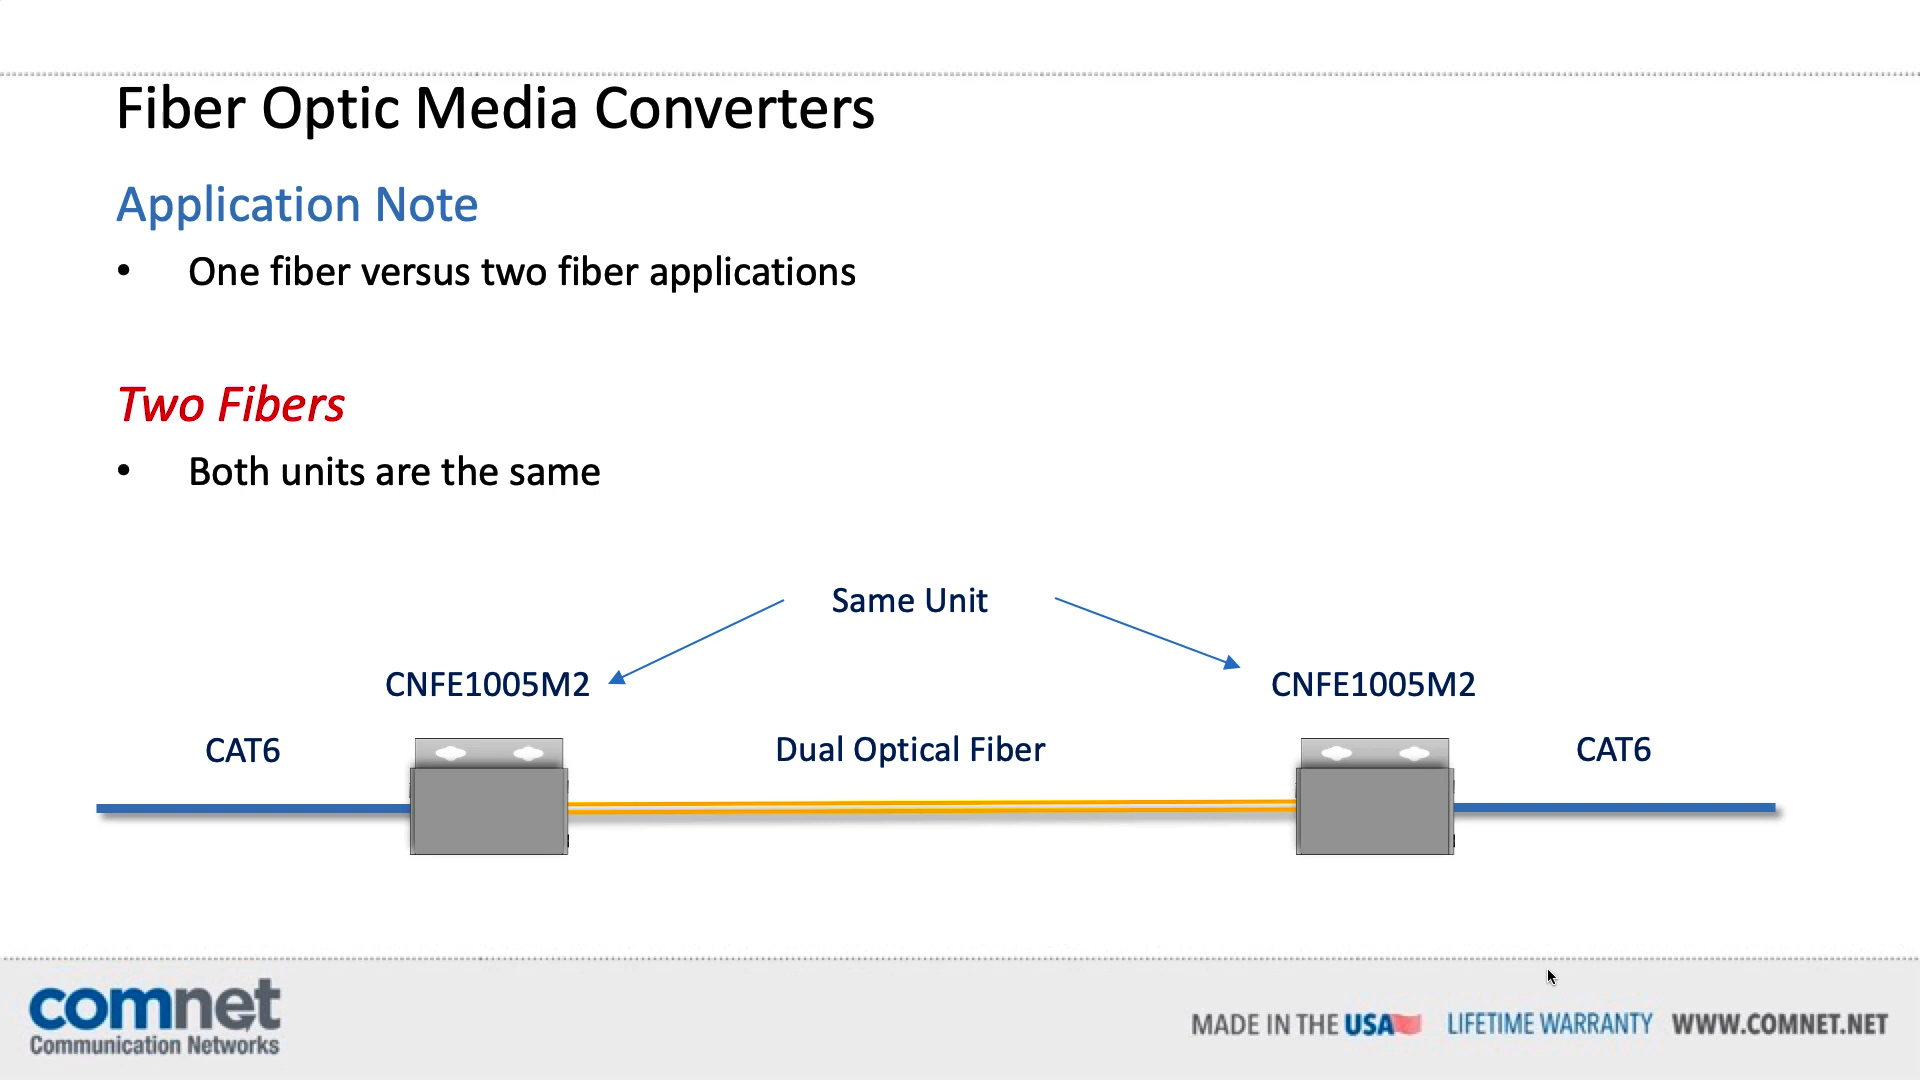 Fiber Optic Media Converters
Application Note
• One fiber versus two fiber applications
Two Fibers
• Both units are the same
Same Unit
CNFE1005M2
CNFE1005M2
CAT6
Dual Optical Fiber
CAT6
comnet
Communication Networks
MADE IN THE USA
LIFETIME WARRANTY
WWW.COMNET.NET